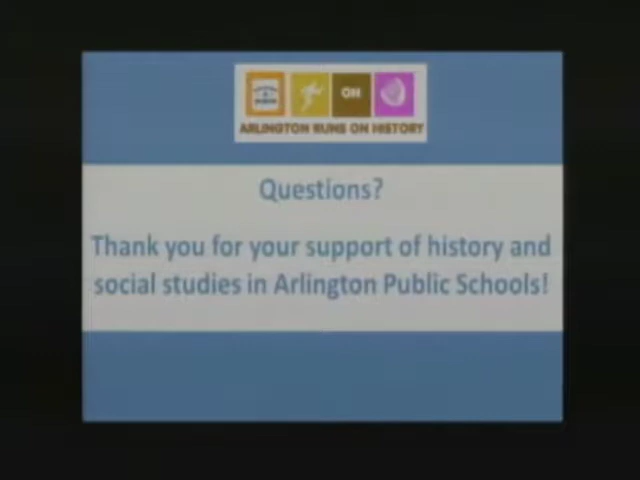 ON
ARLINGTON RUNS ON HISTORY
Questions?
Thank you for your support of history and
social studies in Arlington Public Schools!